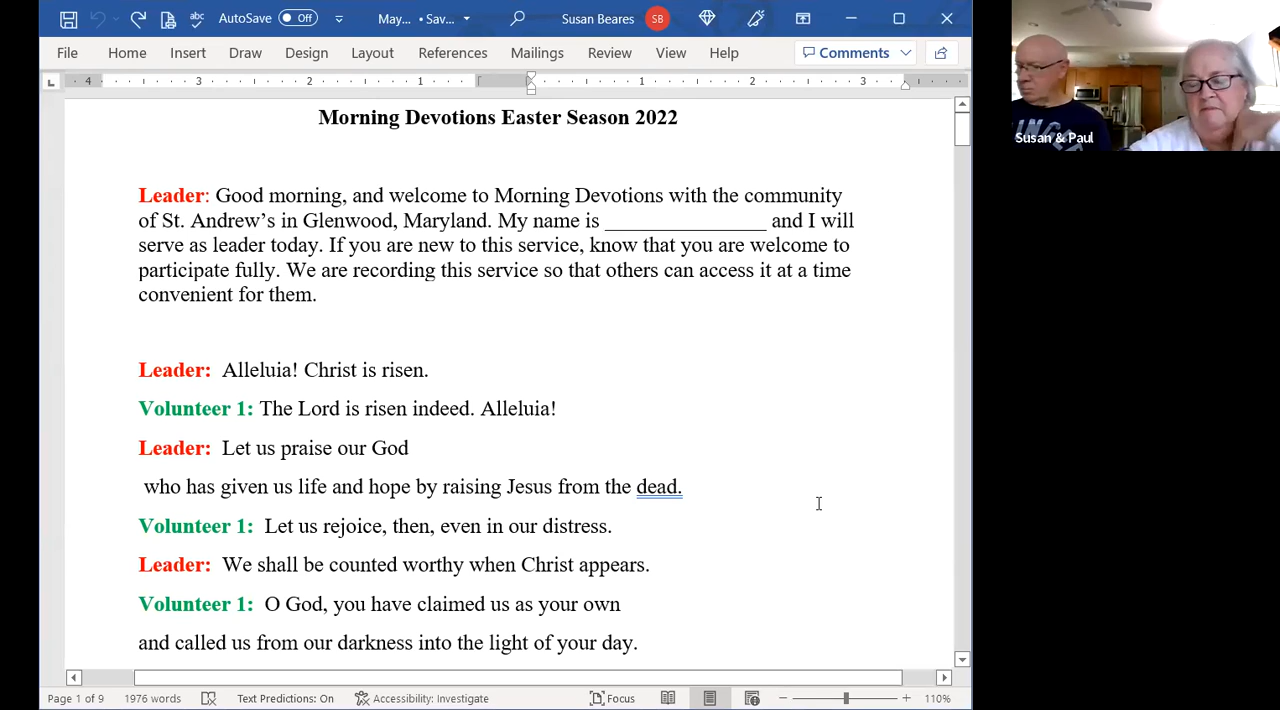 AutoSave Off May... • Sav... Susan Beares SB
File Home Insert Draw Design Layout References Mailings Review View Help Comments
4 3 2 1 1 2 3
Morning Devotions Easter Season 2022
Leader: Good morning, and welcome to Morning Devotions with the community
of St. Andrew’s in Glenwood, Maryland. My name is ________________ and I will
serve as leader today. If you are new to this service, know that you are welcome to
participate fully. We are recording this service so that others can access it at a time
convenient for them.
Leader: Alleluia! Christ is risen.
Volunteer 1: The Lord is risen indeed. Alleluia!
Leader: Let us praise our God
who has given us life and hope by raising Jesus from the dead.
Volunteer 1: Let us rejoice, then, even in our distress.
Leader: We shall be counted worthy when Christ appears.
Volunteer 1: O God, you have claimed us as your own
and called us from our darkness into the light of your day.
Page 1 of 9 1976 words Text Predictions: On Accessibility: Investigate Focus 110%
Susan & Paul